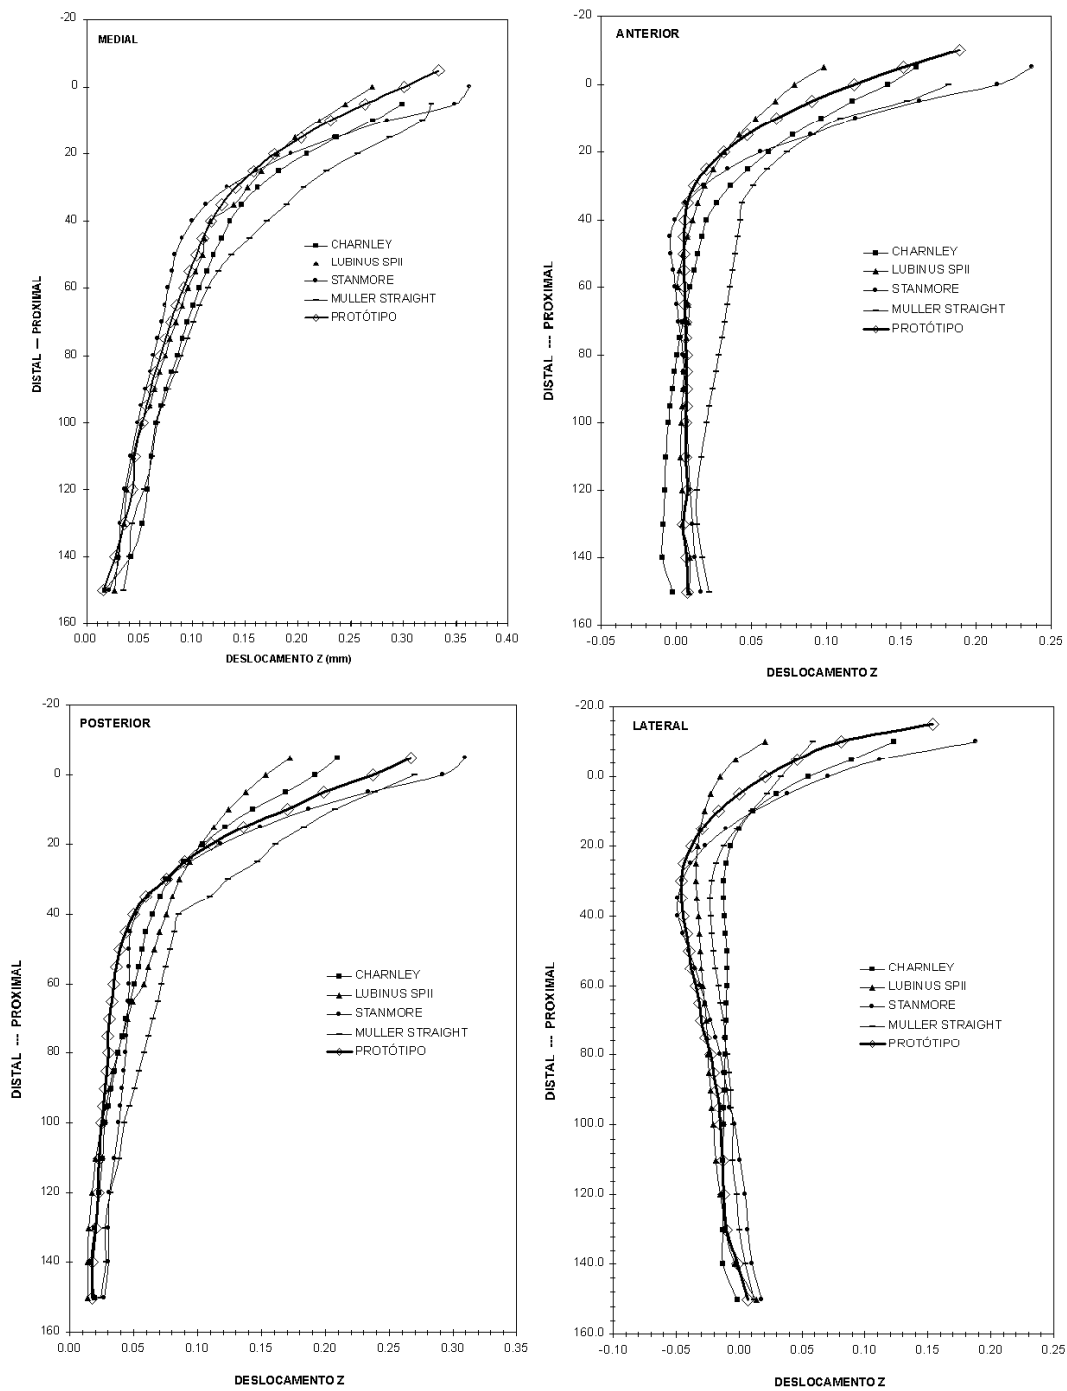 MEDIAL
-20
0
20
40
60
80
100
120
140
160
0.00 0.05 0.10 0.15 0.20 0.25 0.30 0.35 0.40
DISTAL --- PROXIMAL
DESLOCAMENTO Z (mm)
CHARNLEY
LUBINUS SPII
STANMORE
MULLER STRAIGHT
PROTÓTIPO
ANTERIOR
-20
0
20
40
60
80
100
120
140
160
-0.05 0.00 0.05 0.10 0.15 0.20 0.25
DISTAL --- PROXIMAL
DESLOCAMENTO Z
CHARNLEY
LUBINUS SPII
STANMORE
MULLER STRAIGHT
PROTÓTIPO
POSTERIOR
-20
0
20
40
60
80
100
120
140
160
0.00 0.05 0.10 0.15 0.20 0.25 0.30 0.35
DISTAL --- PROXIMAL
DESLOCAMENTO Z
CHARNLEY
LUBINUS SPII
STANMORE
MULLER STRAIGHT
PROTÓTIPO
LATERAL
-20.0
0.0
20.0
40.0
60.0
80.0
100.0
120.0
140.0
160.0
-0.10 -0.05 0.00 0.05 0.10 0.15 0.20 0.25
DISTAL --- PROXIMAL
DESLOCAMENTO Z
CHARNLEY
LUBINUS SPII
STANMORE
MULLER STRAIGHT
PROTÓTIPO